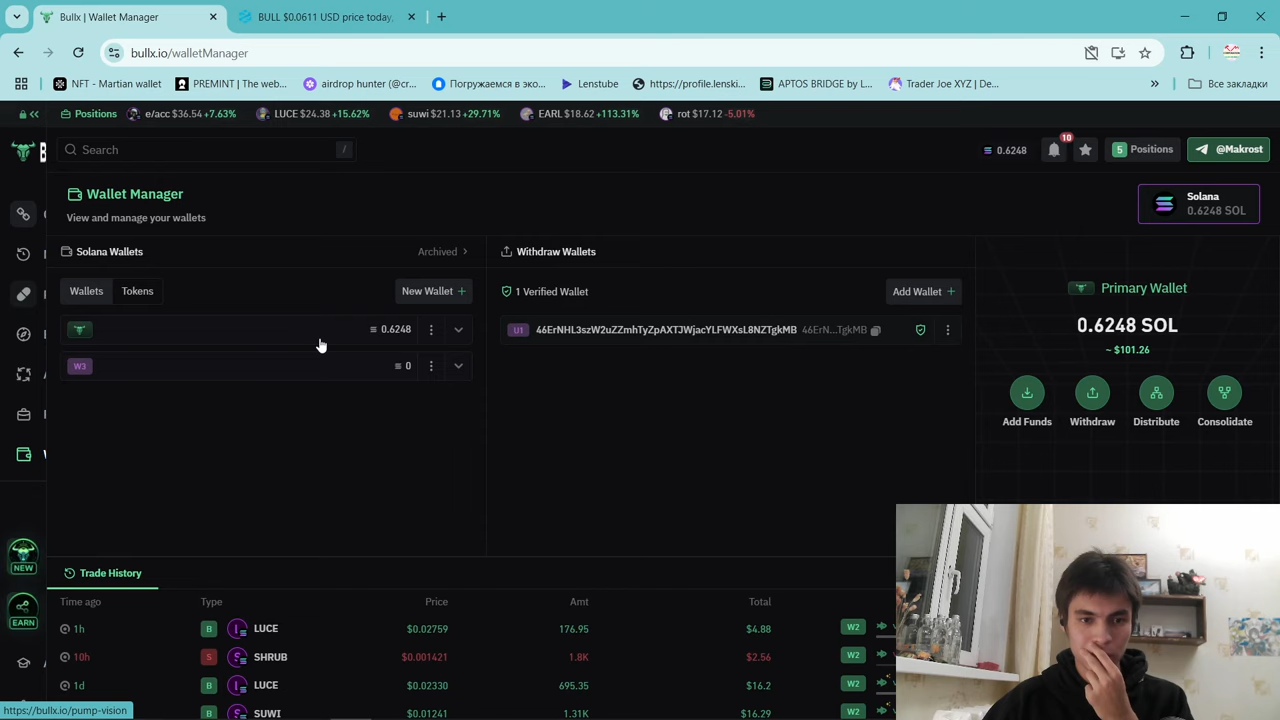 Bullx | Wallet Manager
BULL $0.0611 USD price today,
bullx.io/walletManager
NFT - Martian wallet
PREMINT | The web...
airdrop hunter (@cr...
Погружаемся в эко...
Lenstube
https://profile.lenski...
APTOS BRIDGE by L...
Trader Joe XYZ | De...
Все закладки
Positions
e/acc $36.54 +7.63%
LUCE $24.38 +15.62%
suwi $21.13 +29.71%
EARL $18.62 +113.31%
rot $17.12 -5.01%
Search /
0.6248
10
5 Positions
@Makrost
Wallet Manager
View and manage your wallets
Solana
0.6248 SOL
Solana Wallets
Archived
Withdraw Wallets
Wallets
Tokens
New Wallet +
1 Verified Wallet
Add Wallet +
Primary Wallet
0.6248 SOL
~ $101.26
0.6248
U1 46ErNHL3szW2uZZmhTyZpAXTJWjacYLFWXsL8NZTgkMB 46ErN...TgkMB
W3 0
Add Funds
Withdraw
Distribute
Consolidate
NEW
EARN
Trade History
Time ago Type Price Amt Total
1h B LUCE $0.02759 176.95 $4.88 W2
10h S SHRUB $0.001421 1.8K $2.56 W2
1d B LUCE $0.02330 695.35 $16.2 W2
B SUWI $0.01241 1.31K $16.29 W2
https://bullx.io/pump-vision